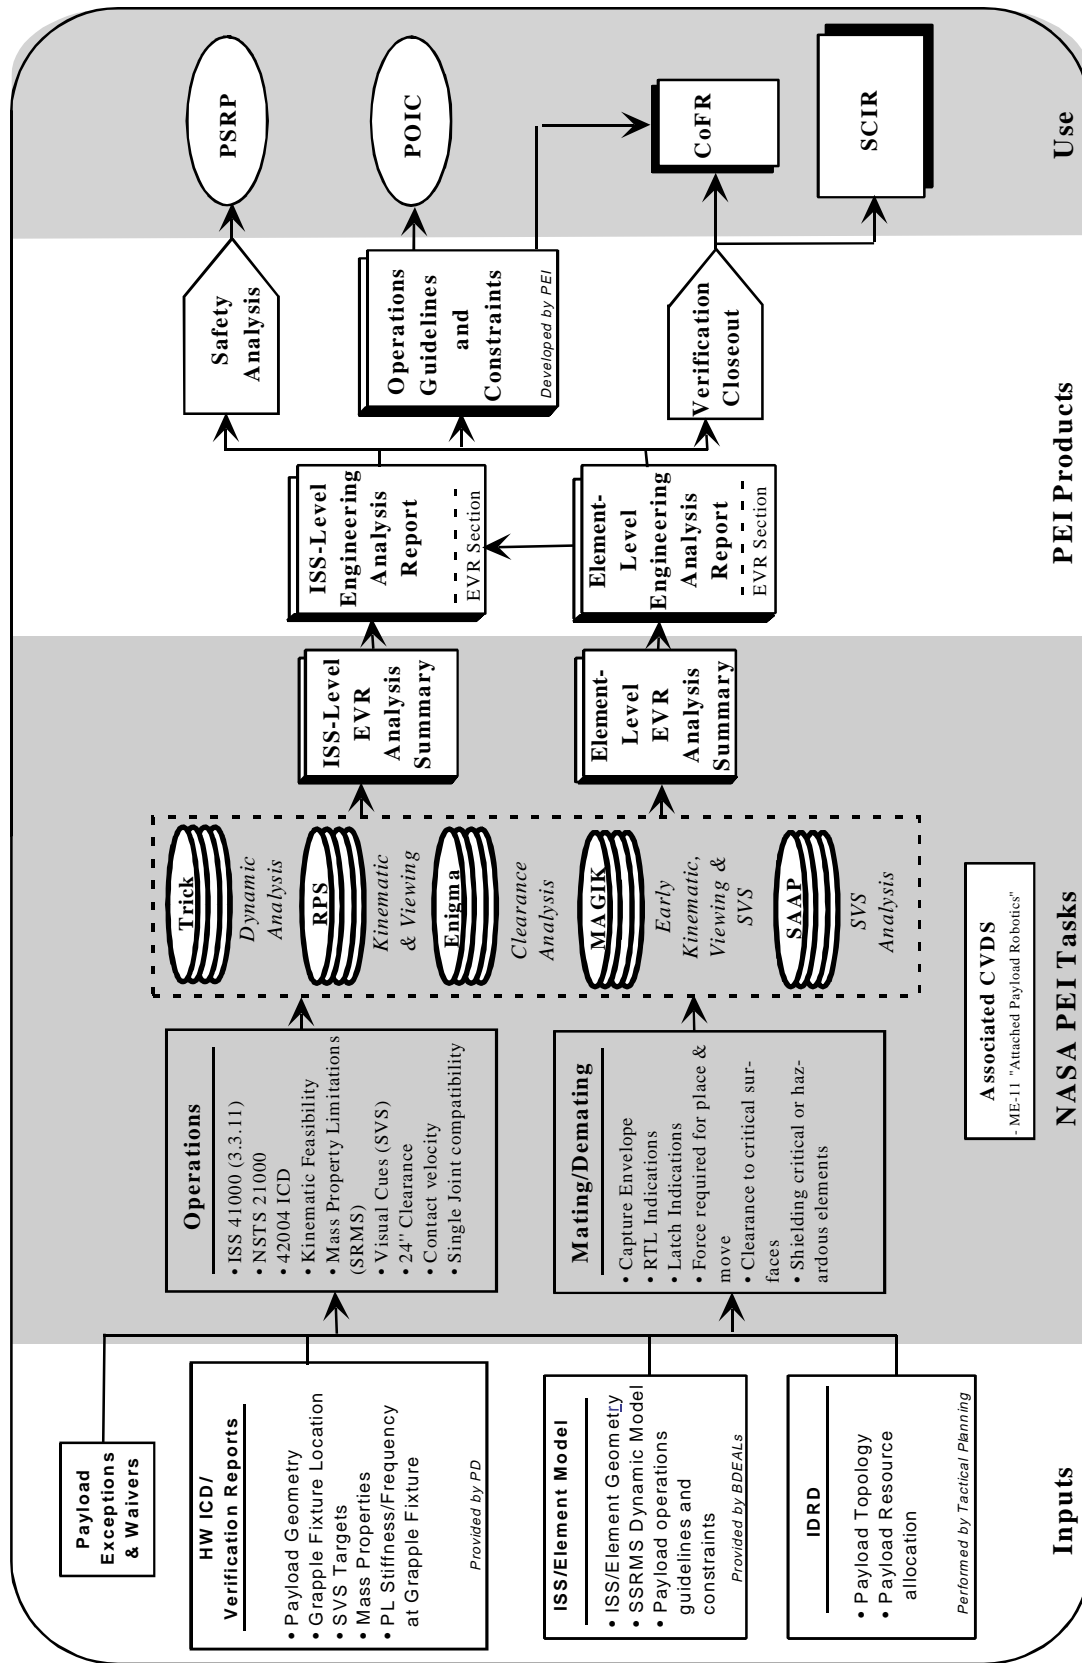 Payload
Exceptions
& Waivers
HW ICD/
Verification Reports
• Payload Geometry
• Grapple Fixture Location
• SVS Targets
• Mass Properties
• PL Stiffness/Frequency
at Grapple Fixture
Provided by PD
ISS/Element Model
• ISS/Element Geometry
• SSRMS Dynamic Model
• Payload operations
guidelines and
constraints
Provided by BDEALs
IDRD
• Payload Topology
• Payload Resource
allocation
Performed by Tactical Planning
Inputs
Operations
• ISS 41000 (3.3.11)
• NSTS 21000
• 42004 ICD
• Kinematic Feasibility
• Mass Property Limitations
(SRMS)
• Visual Cues (SVS)
• 24" Clearance
• Contact velocity
• Single Joint compatibility
Mating/Demating
• Capture Envelope
• RTL Indications
• Latch Indications
• Force required for place &
move
• Clearance to critical sur-
faces
• Shielding critical or haz-
ardous elements
Trick
Dynamic
Analysis
RPS
Kinematic
& Viewing
Enigma
Clearance
Analysis
MAGIK
Early
Kinematic,
Viewing &
SVS
SAAP
SVS
Analysis
ISS-Level
EVR
Analysis
Summary
Element-
Level
EVR
Analysis
Summary
Associated CVDS
- ME-11 "Attached Payload Robotics"
NASA PEI Tasks
ISS-Level
Engineering
Analysis
Report
EVR Section
Element-
Level
Engineering
Analysis
Report
EVR Section
Safety
Analysis
Operations
Guidelines
and
Constraints
Developed by PEI
Verification
Closeout
PEI Products
PSRP
POIC
CoFR
SCIR
Use